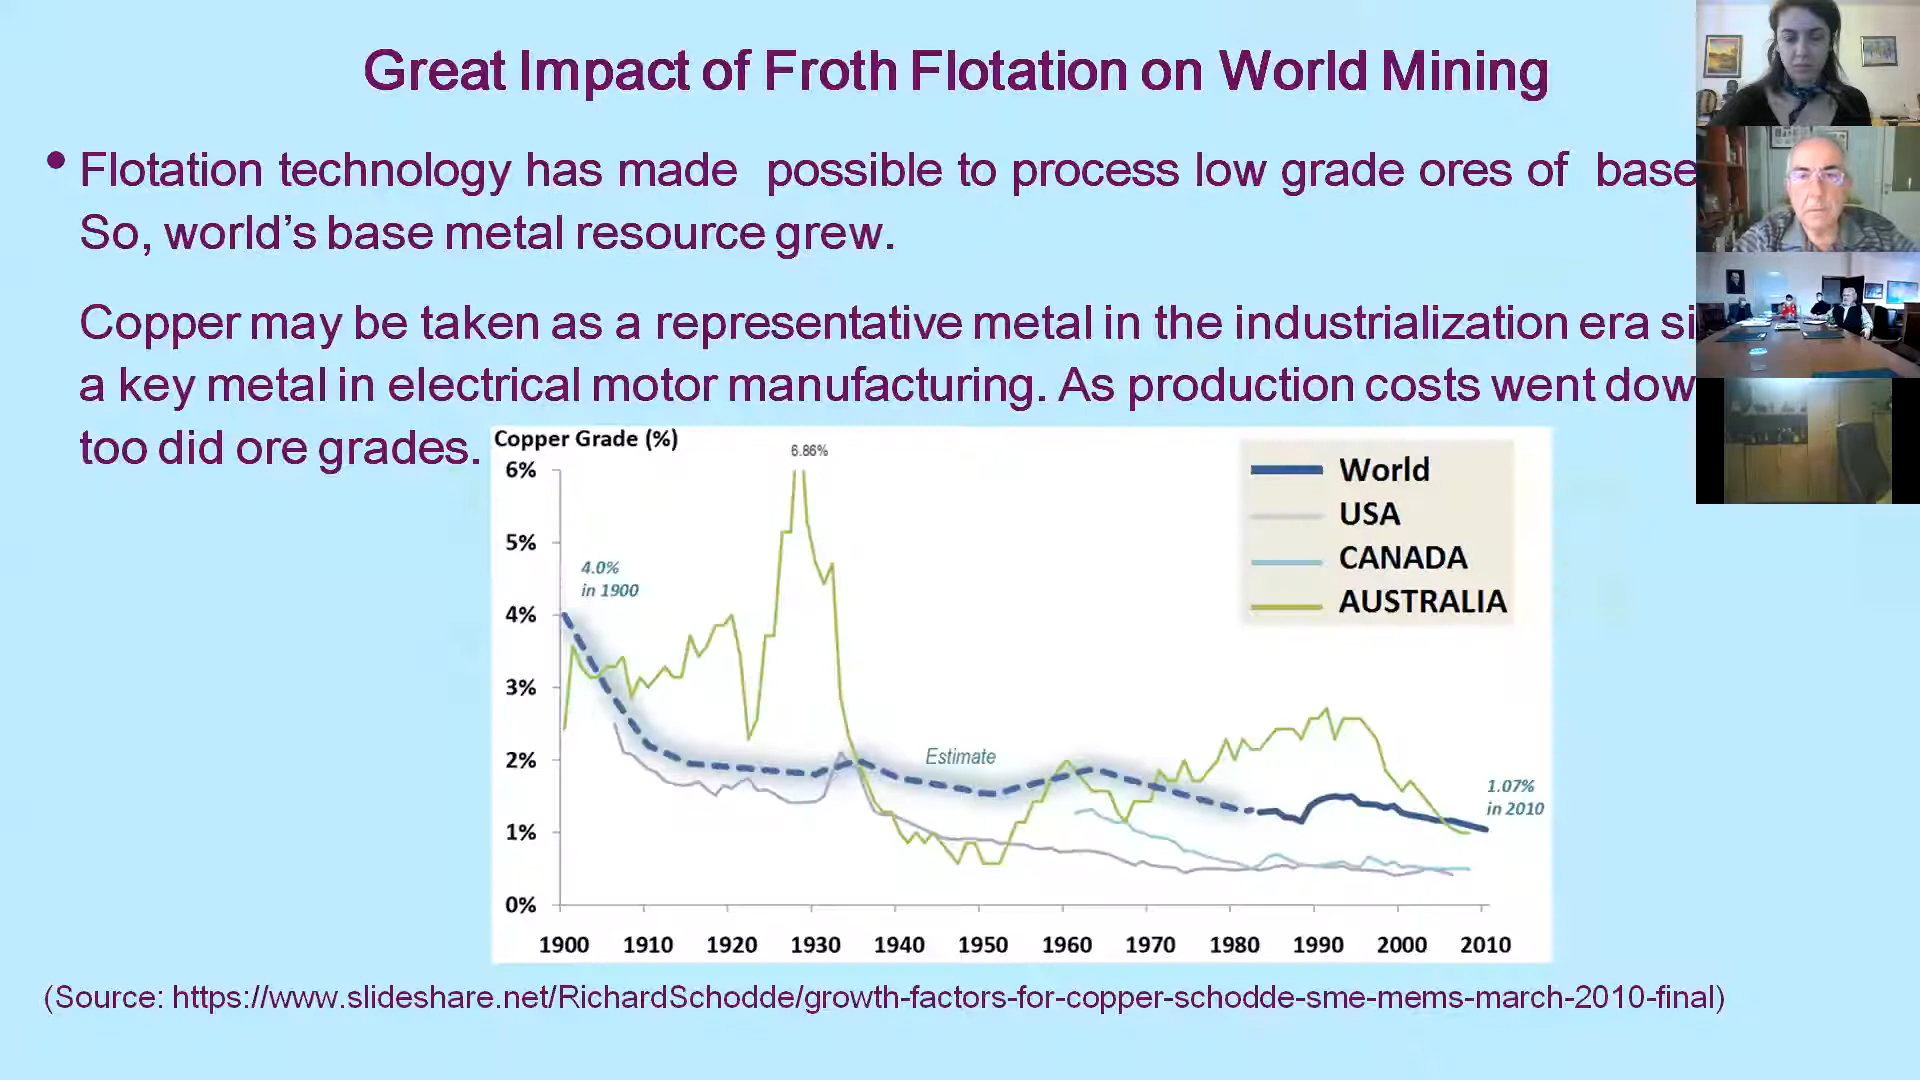 Great Impact of Froth Flotation on World Mining
• Flotation technology has made possible to process low grade ores of base
So, world's base metal resource grew.
Copper may be taken as a representative metal in the industrialization era si
a key metal in electrical motor manufacturing. As production costs went dow
too did ore grades.
Copper Grade (%)
6.86%
6%
5%
4%
3%
2%
1%
0%
4.0%
in 1900
Estimate
1.07%
in 2010
World
USA
CANADA
AUSTRALIA
1900 1910 1920 1930 1940 1950 1960 1970 1980 1990 2000 2010
(Source: https://www.slideshare.net/RichardSchodde/growth-factors-for-copper-schodde-sme-mems-march-2010-final)